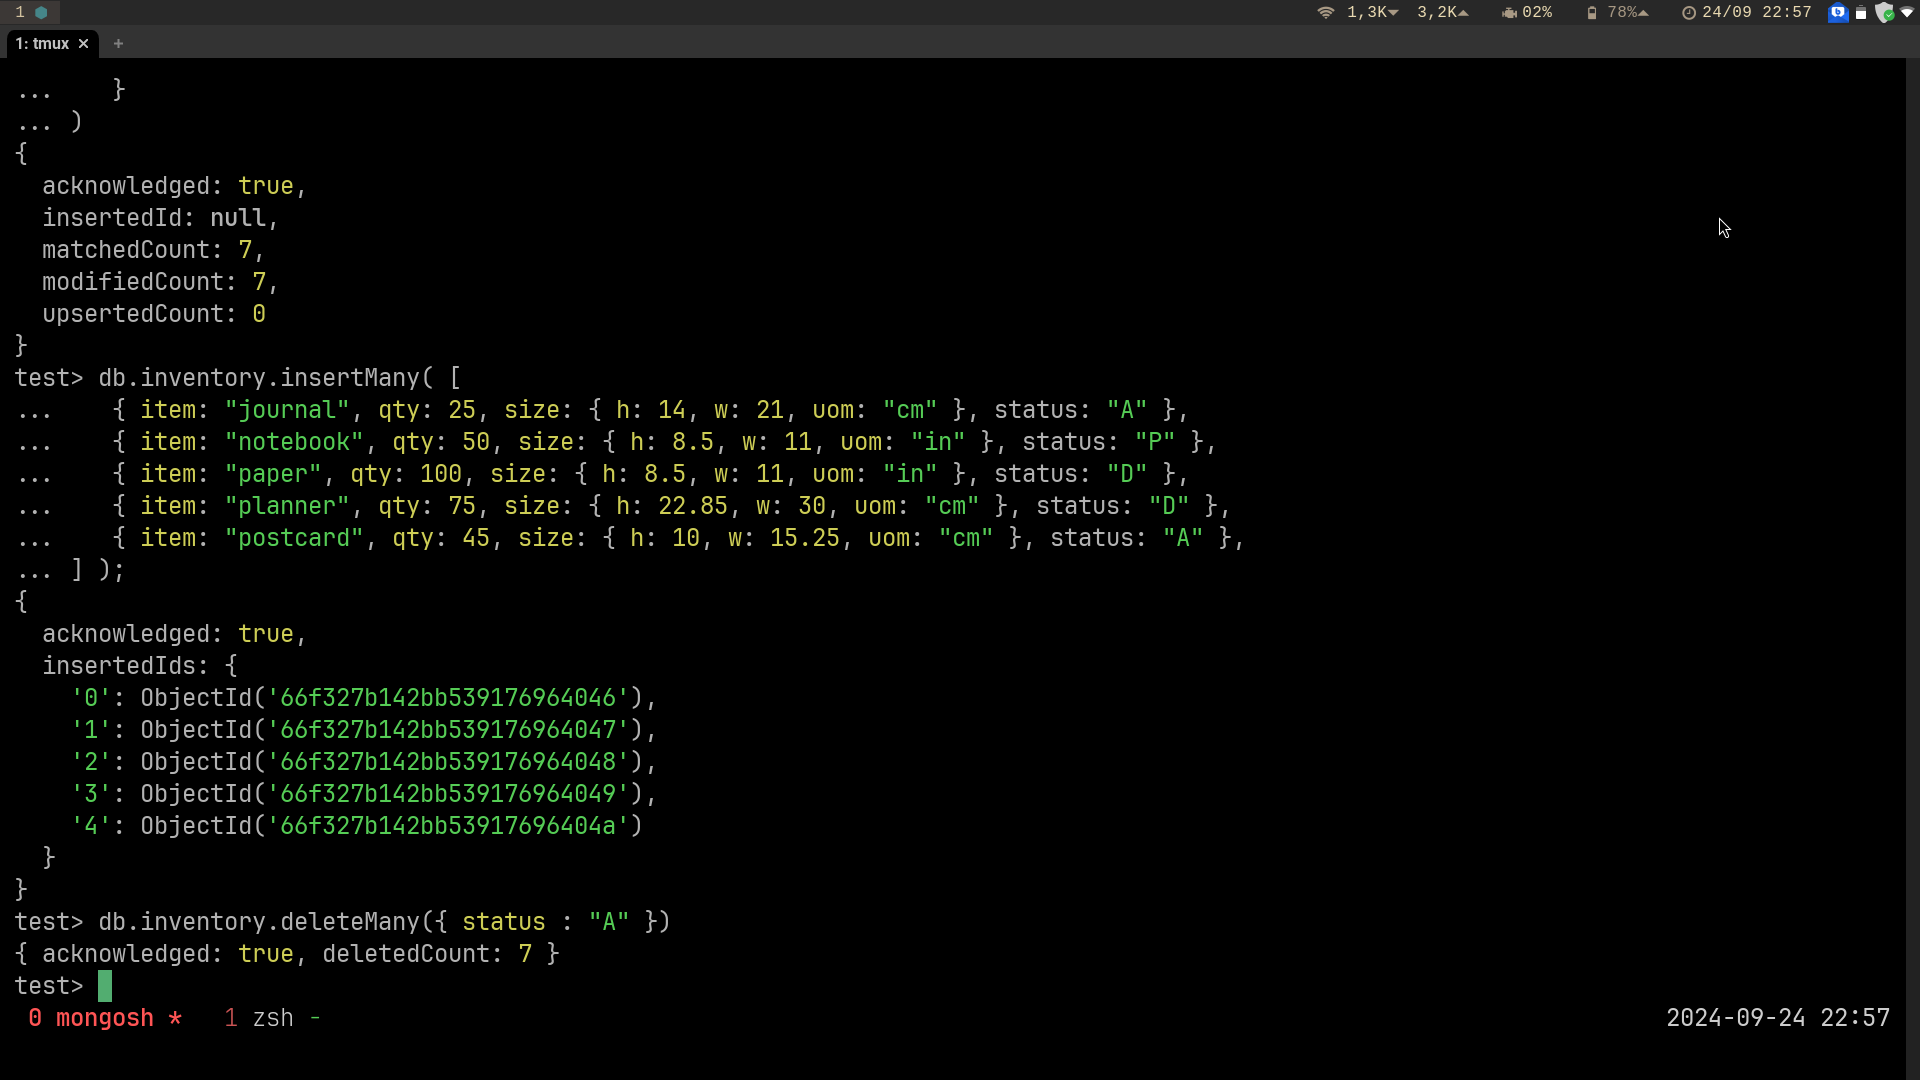 1
1,3K 3,2K 02% 78% 24/09 22:57
1: tmux × +
...    }
... )
{
  acknowledged: true,
  insertedId: null,
  matchedCount: 7,
  modifiedCount: 7,
  upsertedCount: 0
}
test> db.inventory.insertMany( [
...    { item: "journal", qty: 25, size: { h: 14, w: 21, uom: "cm" }, status: "A" },
...    { item: "notebook", qty: 50, size: { h: 8.5, w: 11, uom: "in" }, status: "P" },
...    { item: "paper", qty: 100, size: { h: 8.5, w: 11, uom: "in" }, status: "D" },
...    { item: "planner", qty: 75, size: { h: 22.85, w: 30, uom: "cm" }, status: "D" },
...    { item: "postcard", qty: 45, size: { h: 10, w: 15.25, uom: "cm" }, status: "A" },
... ] );
{
  acknowledged: true,
  insertedIds: {
    '0': ObjectId('66f327b142bb539176964046'),
    '1': ObjectId('66f327b142bb539176964047'),
    '2': ObjectId('66f327b142bb539176964048'),
    '3': ObjectId('66f327b142bb539176964049'),
    '4': ObjectId('66f327b142bb53917696404a')
  }
}
test> db.inventory.deleteMany({ status : "A" })
{ acknowledged: true, deletedCount: 7 }
test>
0 mongosh *   1 zsh - 2024-09-24 22:57